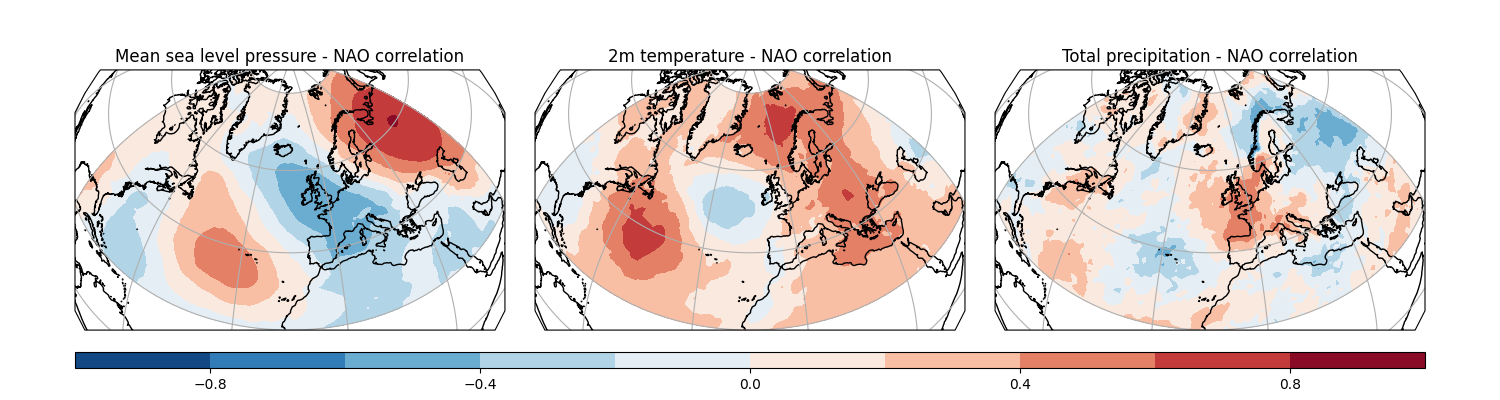 Mean sea level pressure - NAO correlation
2m temperature - NAO correlation
Total precipitation - NAO correlation
−0.8 −0.4 0.0 0.4 0.8